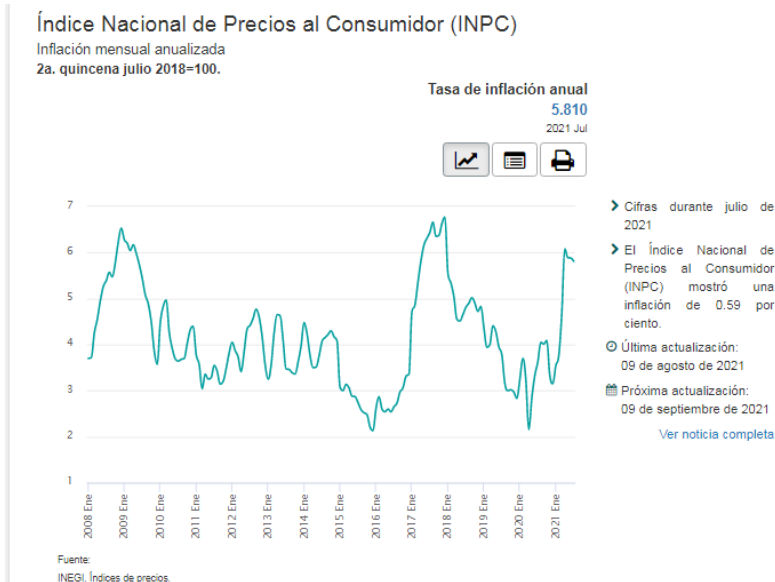 Índice Nacional de Precios al Consumidor (INPC)
Inflación mensual anualizada
2a. quincena julio 2018=100.
Tasa de inflación anual
5.810
2021 Jul
7
6
5
4
3
2
1
2008 Ene
2009 Ene
2010 Ene
2011 Ene
2012 Ene
2013 Ene
2014 Ene
2015 Ene
2016 Ene
2017 Ene
2018 Ene
2019 Ene
2020 Ene
2021 Ene
Fuente:
INEGI. Índices de precios.
Cifras durante julio de
2021
El Índice Nacional de
Precios al Consumidor
(INPC) mostró una
inflación de 0.59 por
ciento.
Última actualización:
09 de agosto de 2021
Próxima actualización:
09 de septiembre de 2021
Ver noticia completa